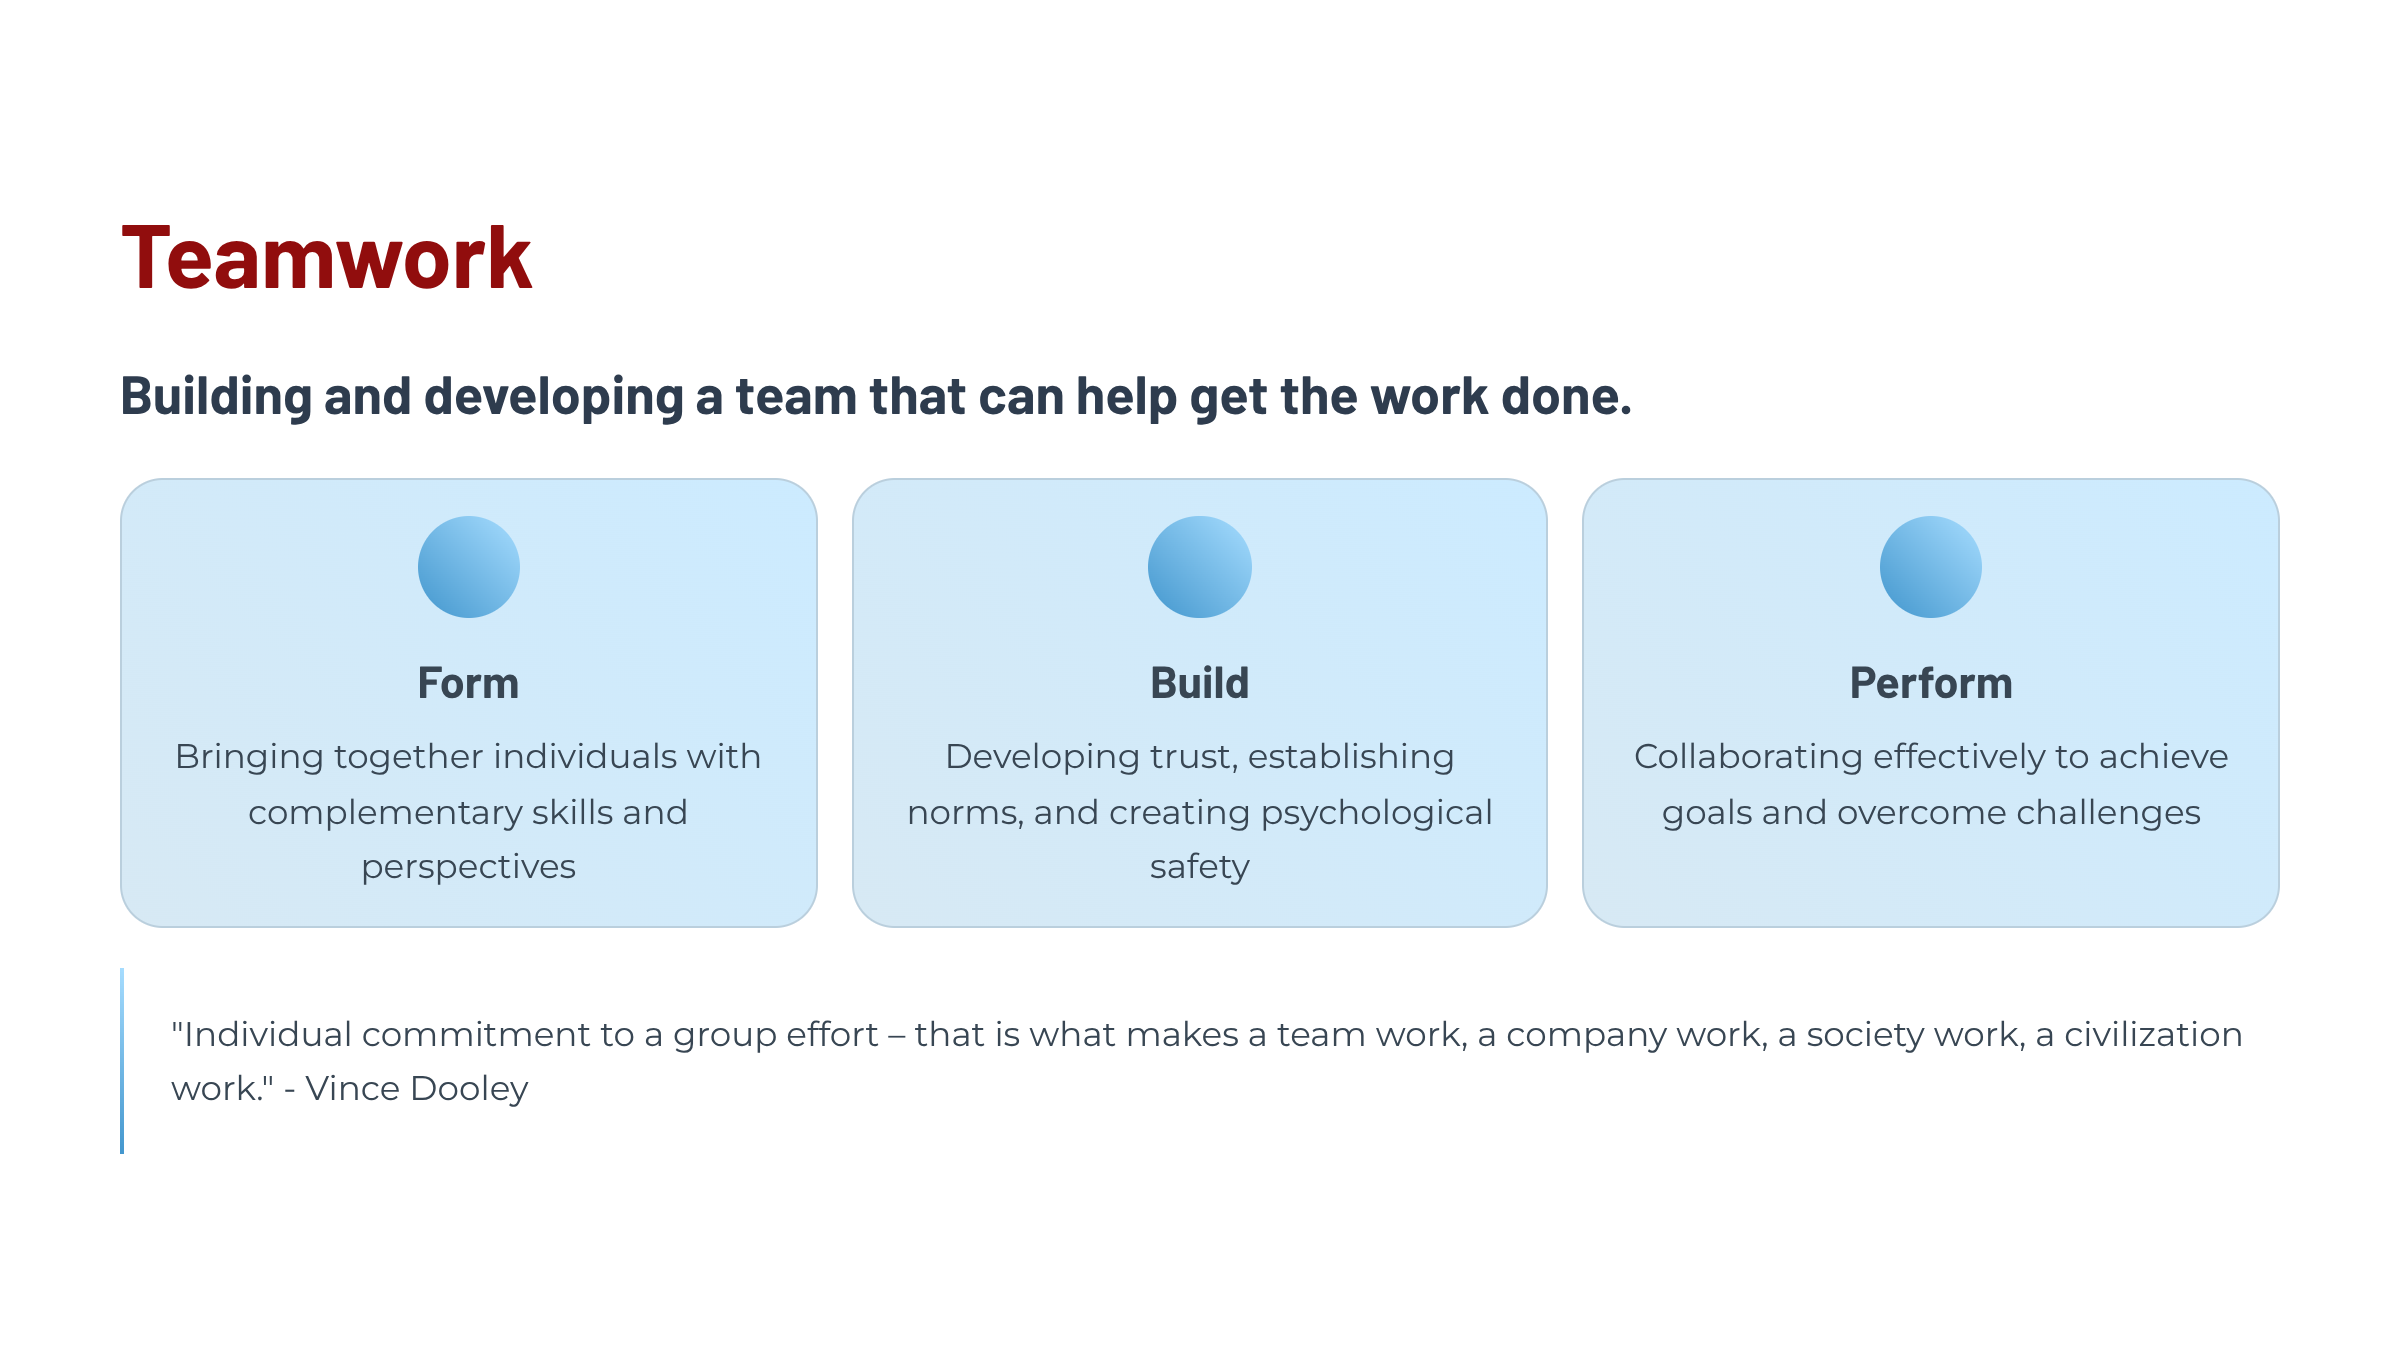 Teamwork
Building and developing a team that can help get the work done.
Form
Bringing together individuals with
complementary skills and
perspectives
Build
Developing trust, establishing
norms, and creating psychological
safety
Perform
Collaborating effectively to achieve
goals and overcome challenges
"Individual commitment to a group effort – that is what makes a team work, a company work, a society work, a civilization
work." - Vince Dooley